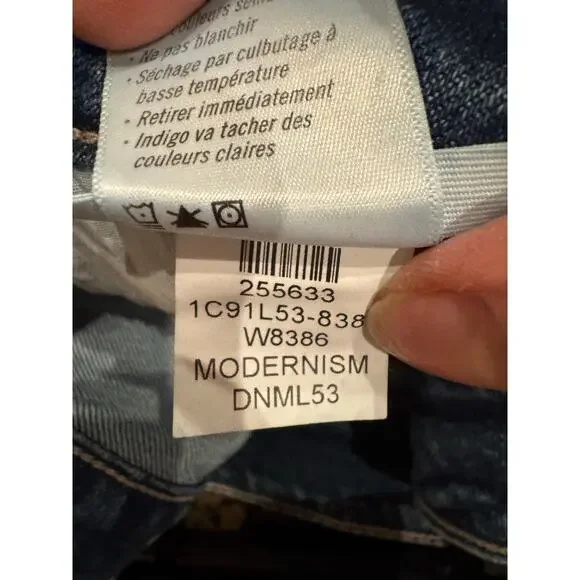 couleurs
• Ne pas blanchir
• Séchage par culbutage à
basse température
• Retirer immédiatement
• Indigo va tacher des
couleurs claires
255633
1C91L53-838
W8386
MODERNISM
DNML53